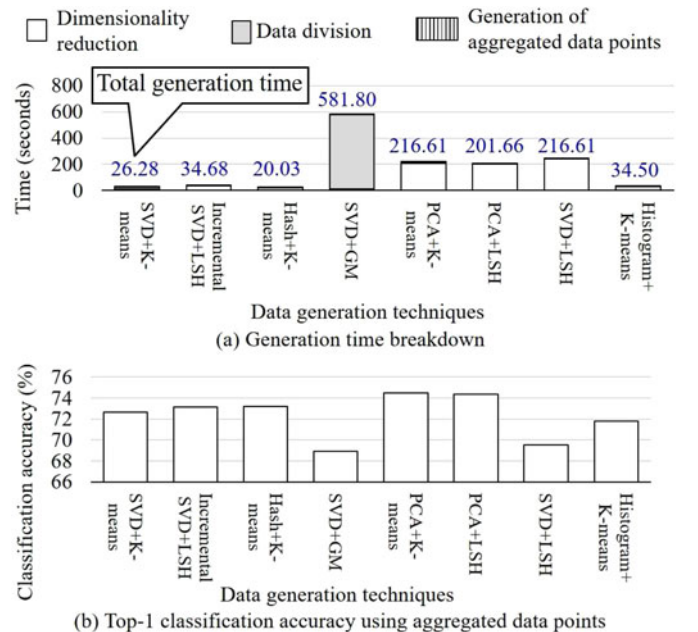 Dimensionality reduction
Data division
Generation of aggregated data points
Total generation time
Time (seconds)
800
600
400
200
0
26.28
34.68
20.03
581.80
216.61
201.66
216.61
34.50
SVD+K-
means
Incremental
SVD+LSH
Hash+K-
means
SVD+GM
PCA+K-
means
PCA+LSH
SVD+LSH
Histogram+
K-means
Data generation techniques
(a) Generation time breakdown
Classification accuracy (%)
76
74
72
70
68
66
SVD+K-
means
Incremental
SVD+LSH
Hash+K-
means
SVD+GM
PCA+K-
means
PCA+LSH
SVD+LSH
Histogram+
K-means
Data generation techniques
(b) Top-1 classification accuracy using aggregated data points